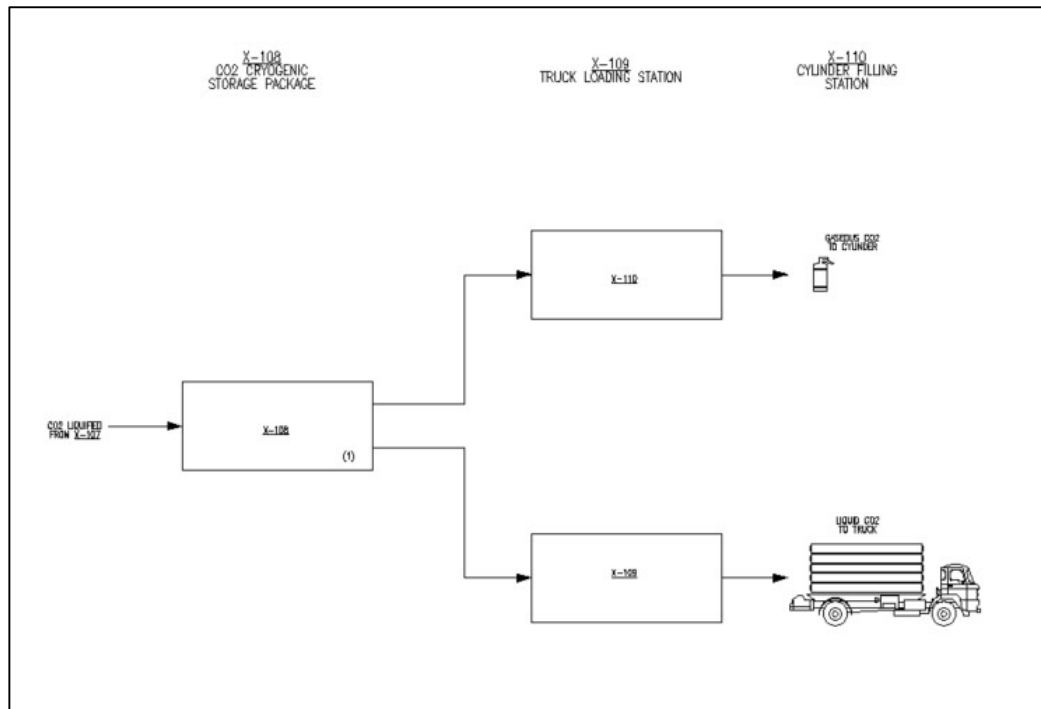 X-108
CO2 CRYOGENIC
STORAGE PACKAGE
X-109
TRUCK LOADING STATION
X-110
CYLINDER FILLING
STATION
GASEOUS CO2
TO CYLINDER
X-110
CO2 LIQUIFIED
FROM X-107
X-108
(1)
LIQUID CO2
TO TRUCK
X-109